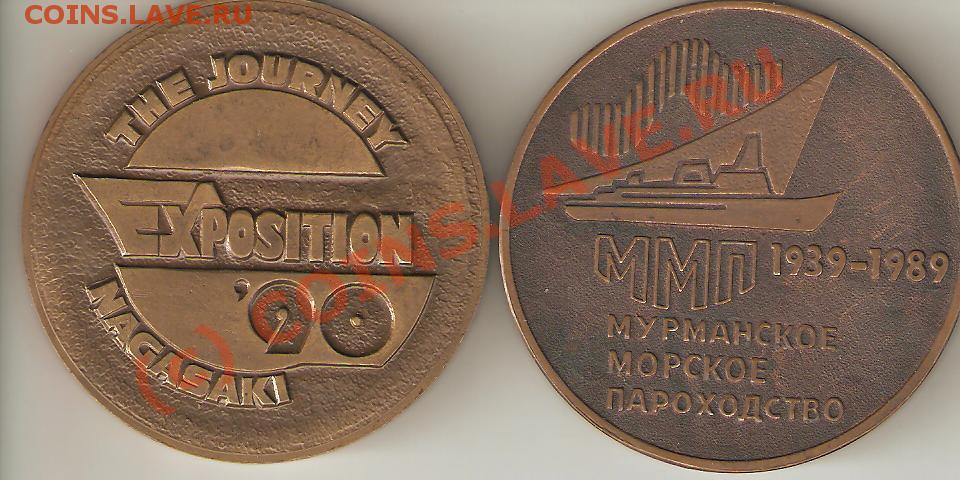 COINS.LAVE.RU
THE JOURNEY
EXPOSITION
'90
NAGASAKI
ММП 1939-1989
МУРМАНСКОЕ
МОРСКОЕ
ПАРОХОДСТВО
(c) COINS.LAVE.RU